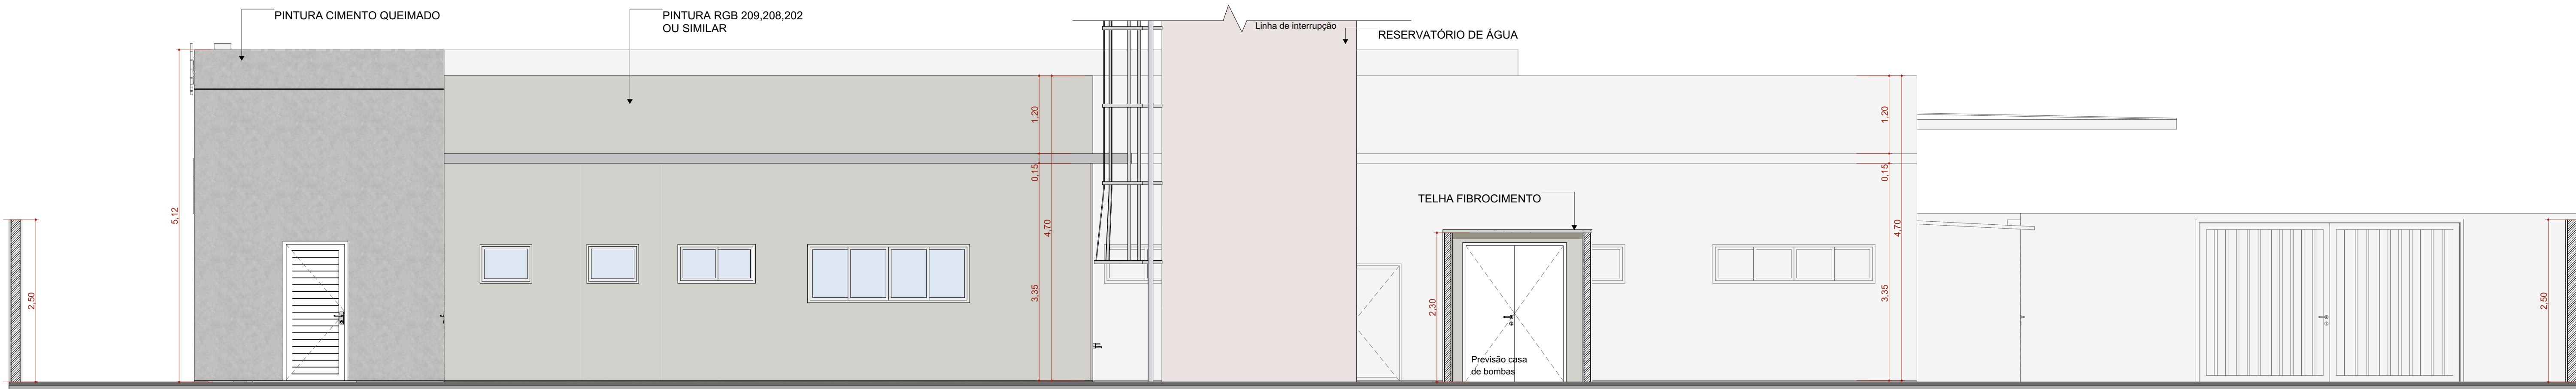 PINTURA CIMENTO QUEIMADO
PINTURA RGB 209,208,202
OU SIMILAR
Linha de interrupção
RESERVATÓRIO DE ÁGUA
TELHA FIBROCIMENTO
Previsão casa
de bombas
2,50
5,12
1,20
0,15
3,35
4,70
2,30
1,20
0,15
3,35
4,70
2,50